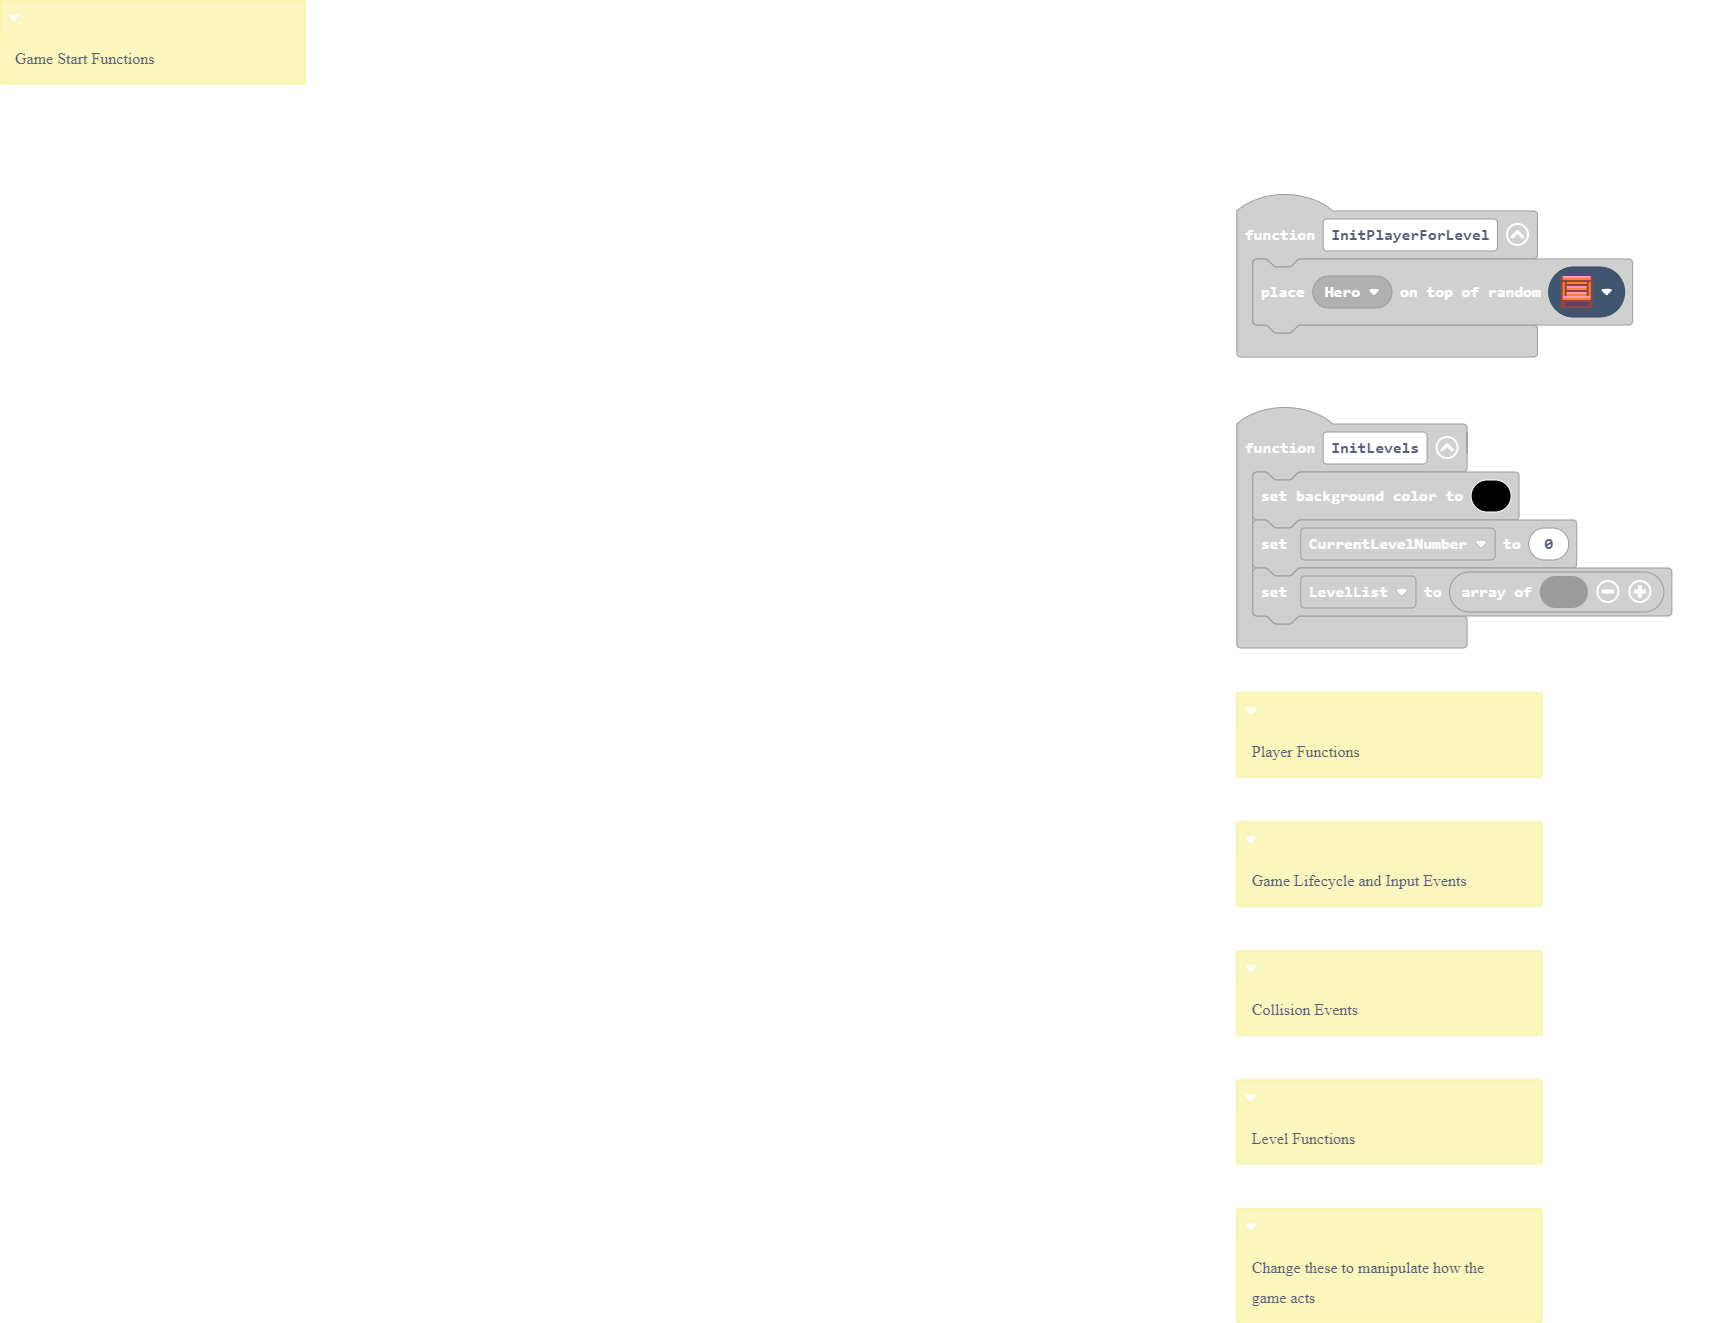 Game Start Functions
function InitPlayerForLevel
place Hero on top of random
function InitLevels
set background color to
set CurrentLevelNumber to 0
set LevelList to array of
Player Functions
Game Lifecycle and Input Events
Collision Events
Level Functions
Change these to manipulate how the
game acts